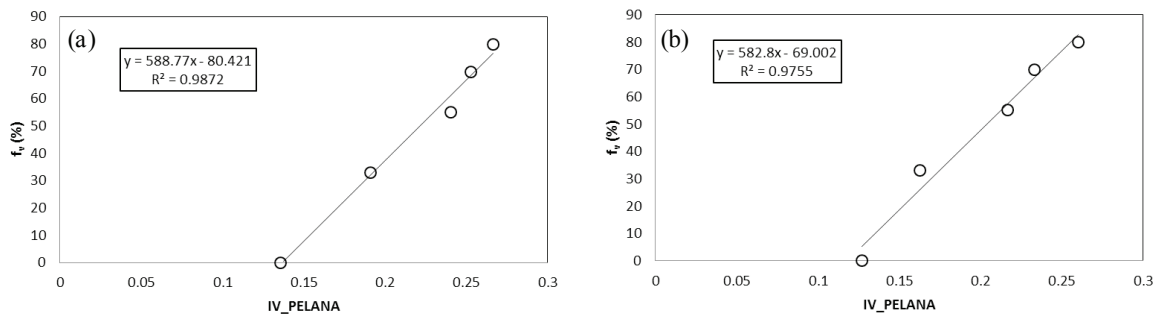 (a)
y = 588.77x - 80.421
R² = 0.9872
90
80
70
60
50
40
30
20
10
0
fᵥ (%)
0 0.05 0.1 0.15 0.2 0.25 0.3
IV_PELANA
(b)
y = 582.8x - 69.002
R² = 0.9755
90
80
70
60
50
40
30
20
10
0
fᵥ (%)
0 0.05 0.1 0.15 0.2 0.25 0.3
IV_PELANA